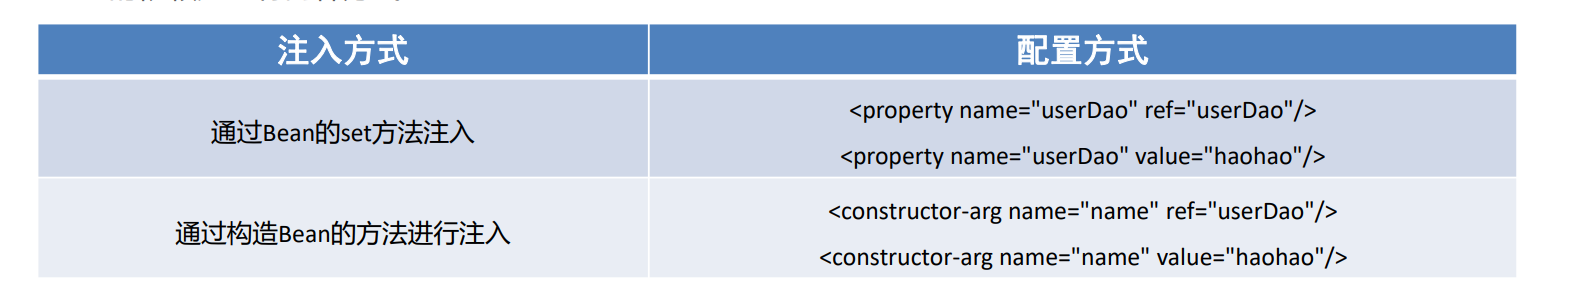 注入方式
配置方式
通过Bean的set方法注入
<property name="userDao" ref="userDao"/>
<property name="userDao" value="haohao"/>
通过构造Bean的方法进行注入
<constructor-arg name="name" ref="userDao"/>
<constructor-arg name="name" value="haohao"/>